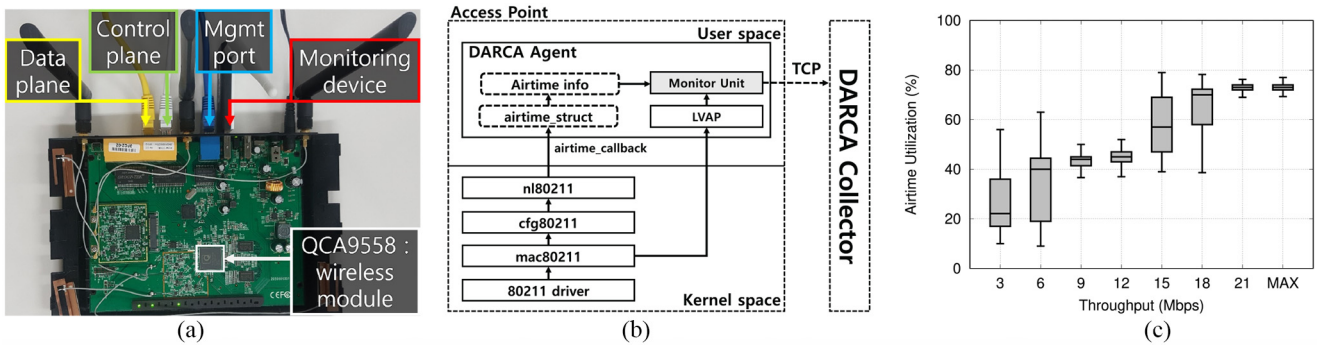 Data
plane
Control
plane
Mgmt
port
Monitoring
device
QCA9558 :
wireless
module
(a)
Access Point
User space
DARCA Agent
Airtime info
Monitor Unit
airtime_struct
LVAP
airtime_callback
nl80211
cfg80211
mac80211
80211 driver
Kernel space
TCP
DARCA Collector
(b)
Airtime Utilization (%)
100
80
60
40
20
0
3 6 9 12 15 18 21 MAX
Throughput (Mbps)
(c)